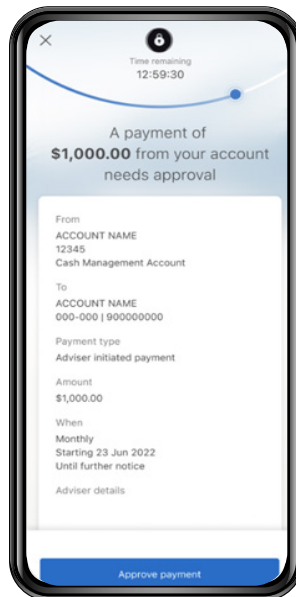 Time remaining
12:59:30
A payment of
$1,000.00 from your account
needs approval
From
ACCOUNT NAME
12345
Cash Management Account
To
ACCOUNT NAME
000-000 | 900000000
Payment type
Adviser initiated payment
Amount
$1,000.00
When
Monthly
Starting 23 Jun 2022
Until further notice
Adviser details
Approve payment